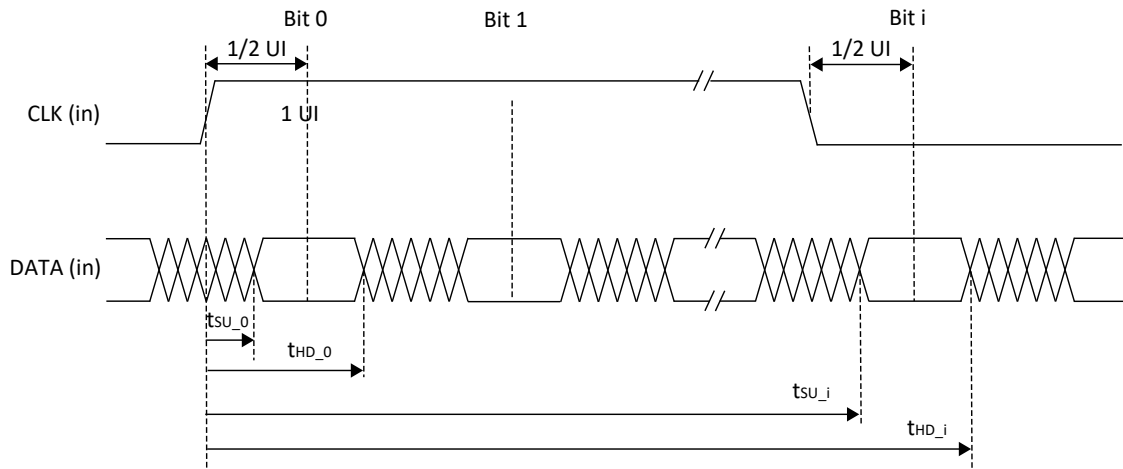 Bit 0
Bit 1
Bit i
1/2 UI
1/2 UI
CLK (in)
1 UI
DATA (in)
tSU_0
tHD_0
tSU_i
tHD_i